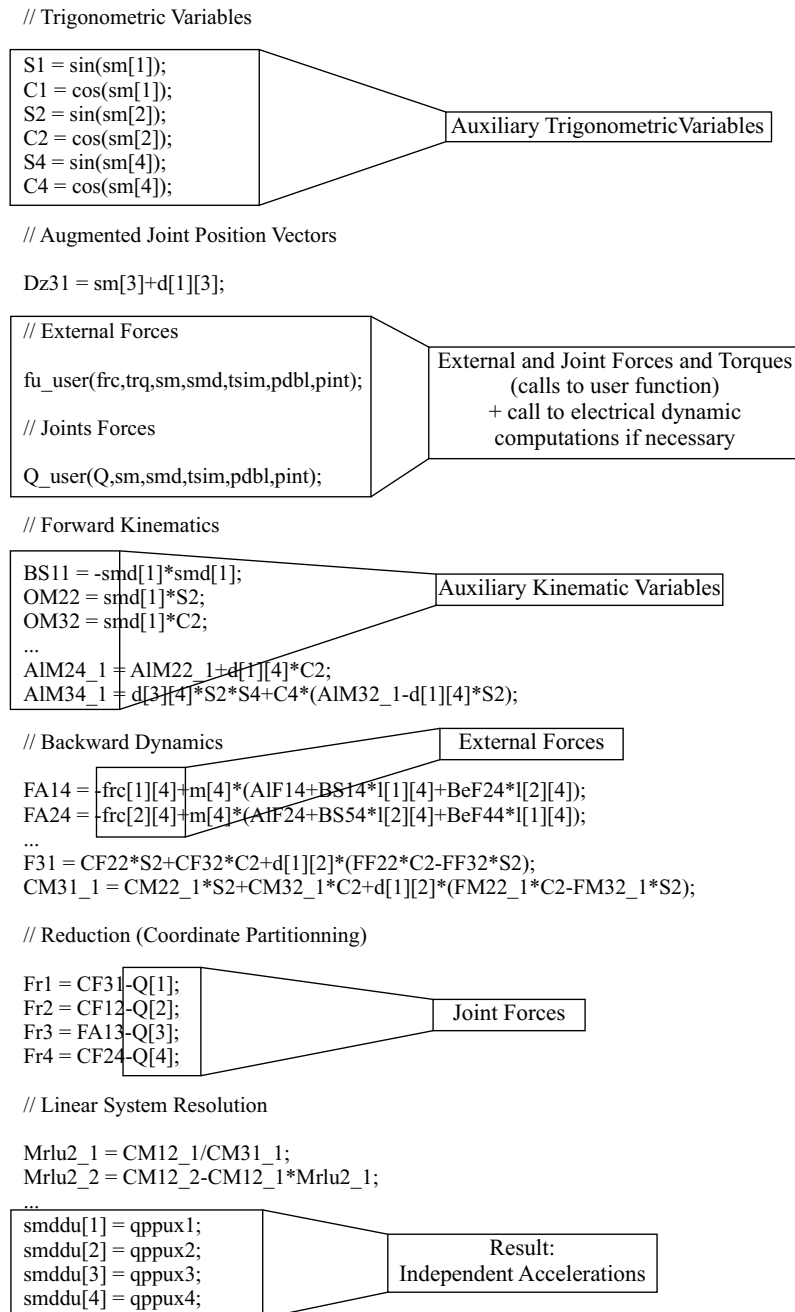 // Trigonometric Variables
S1 = sin(sm[1]);
C1 = cos(sm[1]);
S2 = sin(sm[2]);
C2 = cos(sm[2]);
S4 = sin(sm[4]);
C4 = cos(sm[4]);
Auxiliary TrigonometricVariables
// Augmented Joint Position Vectors
Dz31 = sm[3]+d[1][3];
// External Forces
fu_user(frc,trq,sm,smd,tsim,pdbl,pint);
// Joints Forces
Q_user(Q,sm,smd,tsim,pdbl,pint);
External and Joint Forces and Torques
(calls to user function)
+ call to electrical dynamic
computations if necessary
// Forward Kinematics
BS11 = -smd[1]*smd[1];
OM22 = smd[1]*S2;
OM32 = smd[1]*C2;
...
AlM24_1 = AlM22_1+d[1][4]*C2;
AlM34_1 = d[3][4]*S2*S4+C4*(AlM32_1-d[1][4]*S2);
Auxiliary Kinematic Variables
// Backward Dynamics
External Forces
FA14 = -frc[1][4]+m[4]*(AlF14+BS14*l[1][4]+BeF24*l[2][4]);
FA24 = -frc[2][4]+m[4]*(AlF24+BS54*l[2][4]+BeF44*l[1][4]);
...
F31 = CF22*S2+CF32*C2+d[1][2]*(FF22*C2-FF32*S2);
CM31_1 = CM22_1*S2+CM32_1*C2+d[1][2]*(FM22_1*C2-FM32_1*S2);
// Reduction (Coordinate Partitionning)
Fr1 = CF31-Q[1];
Fr2 = CF12-Q[2];
Fr3 = FA13-Q[3];
Fr4 = CF24-Q[4];
Joint Forces
// Linear System Resolution
Mrlu2_1 = CM12_1/CM31_1;
Mrlu2_2 = CM12_2-CM12_1*Mrlu2_1;
...
smddu[1] = qppux1;
smddu[2] = qppux2;
smddu[3] = qppux3;
smddu[4] = qppux4;
Result:
Independent Accelerations